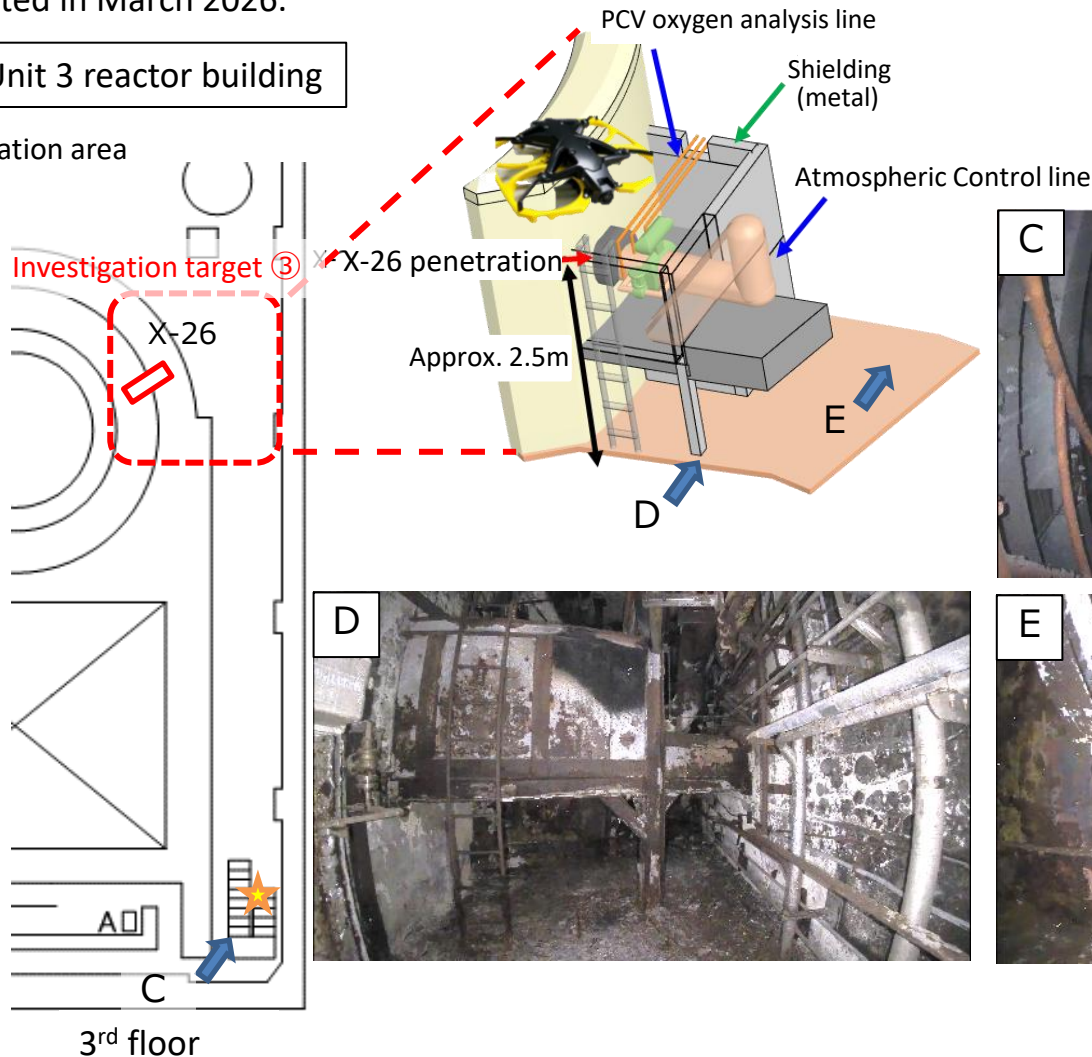 ted in March 2026.
Unit 3 reactor building
ation area
PCV oxygen analysis line
Shielding
(metal)
Atmospheric Control line
Investigation target ③
X-26 penetration
X-26
Approx. 2.5m
C
E
D
D
E
A
C
3rd floor